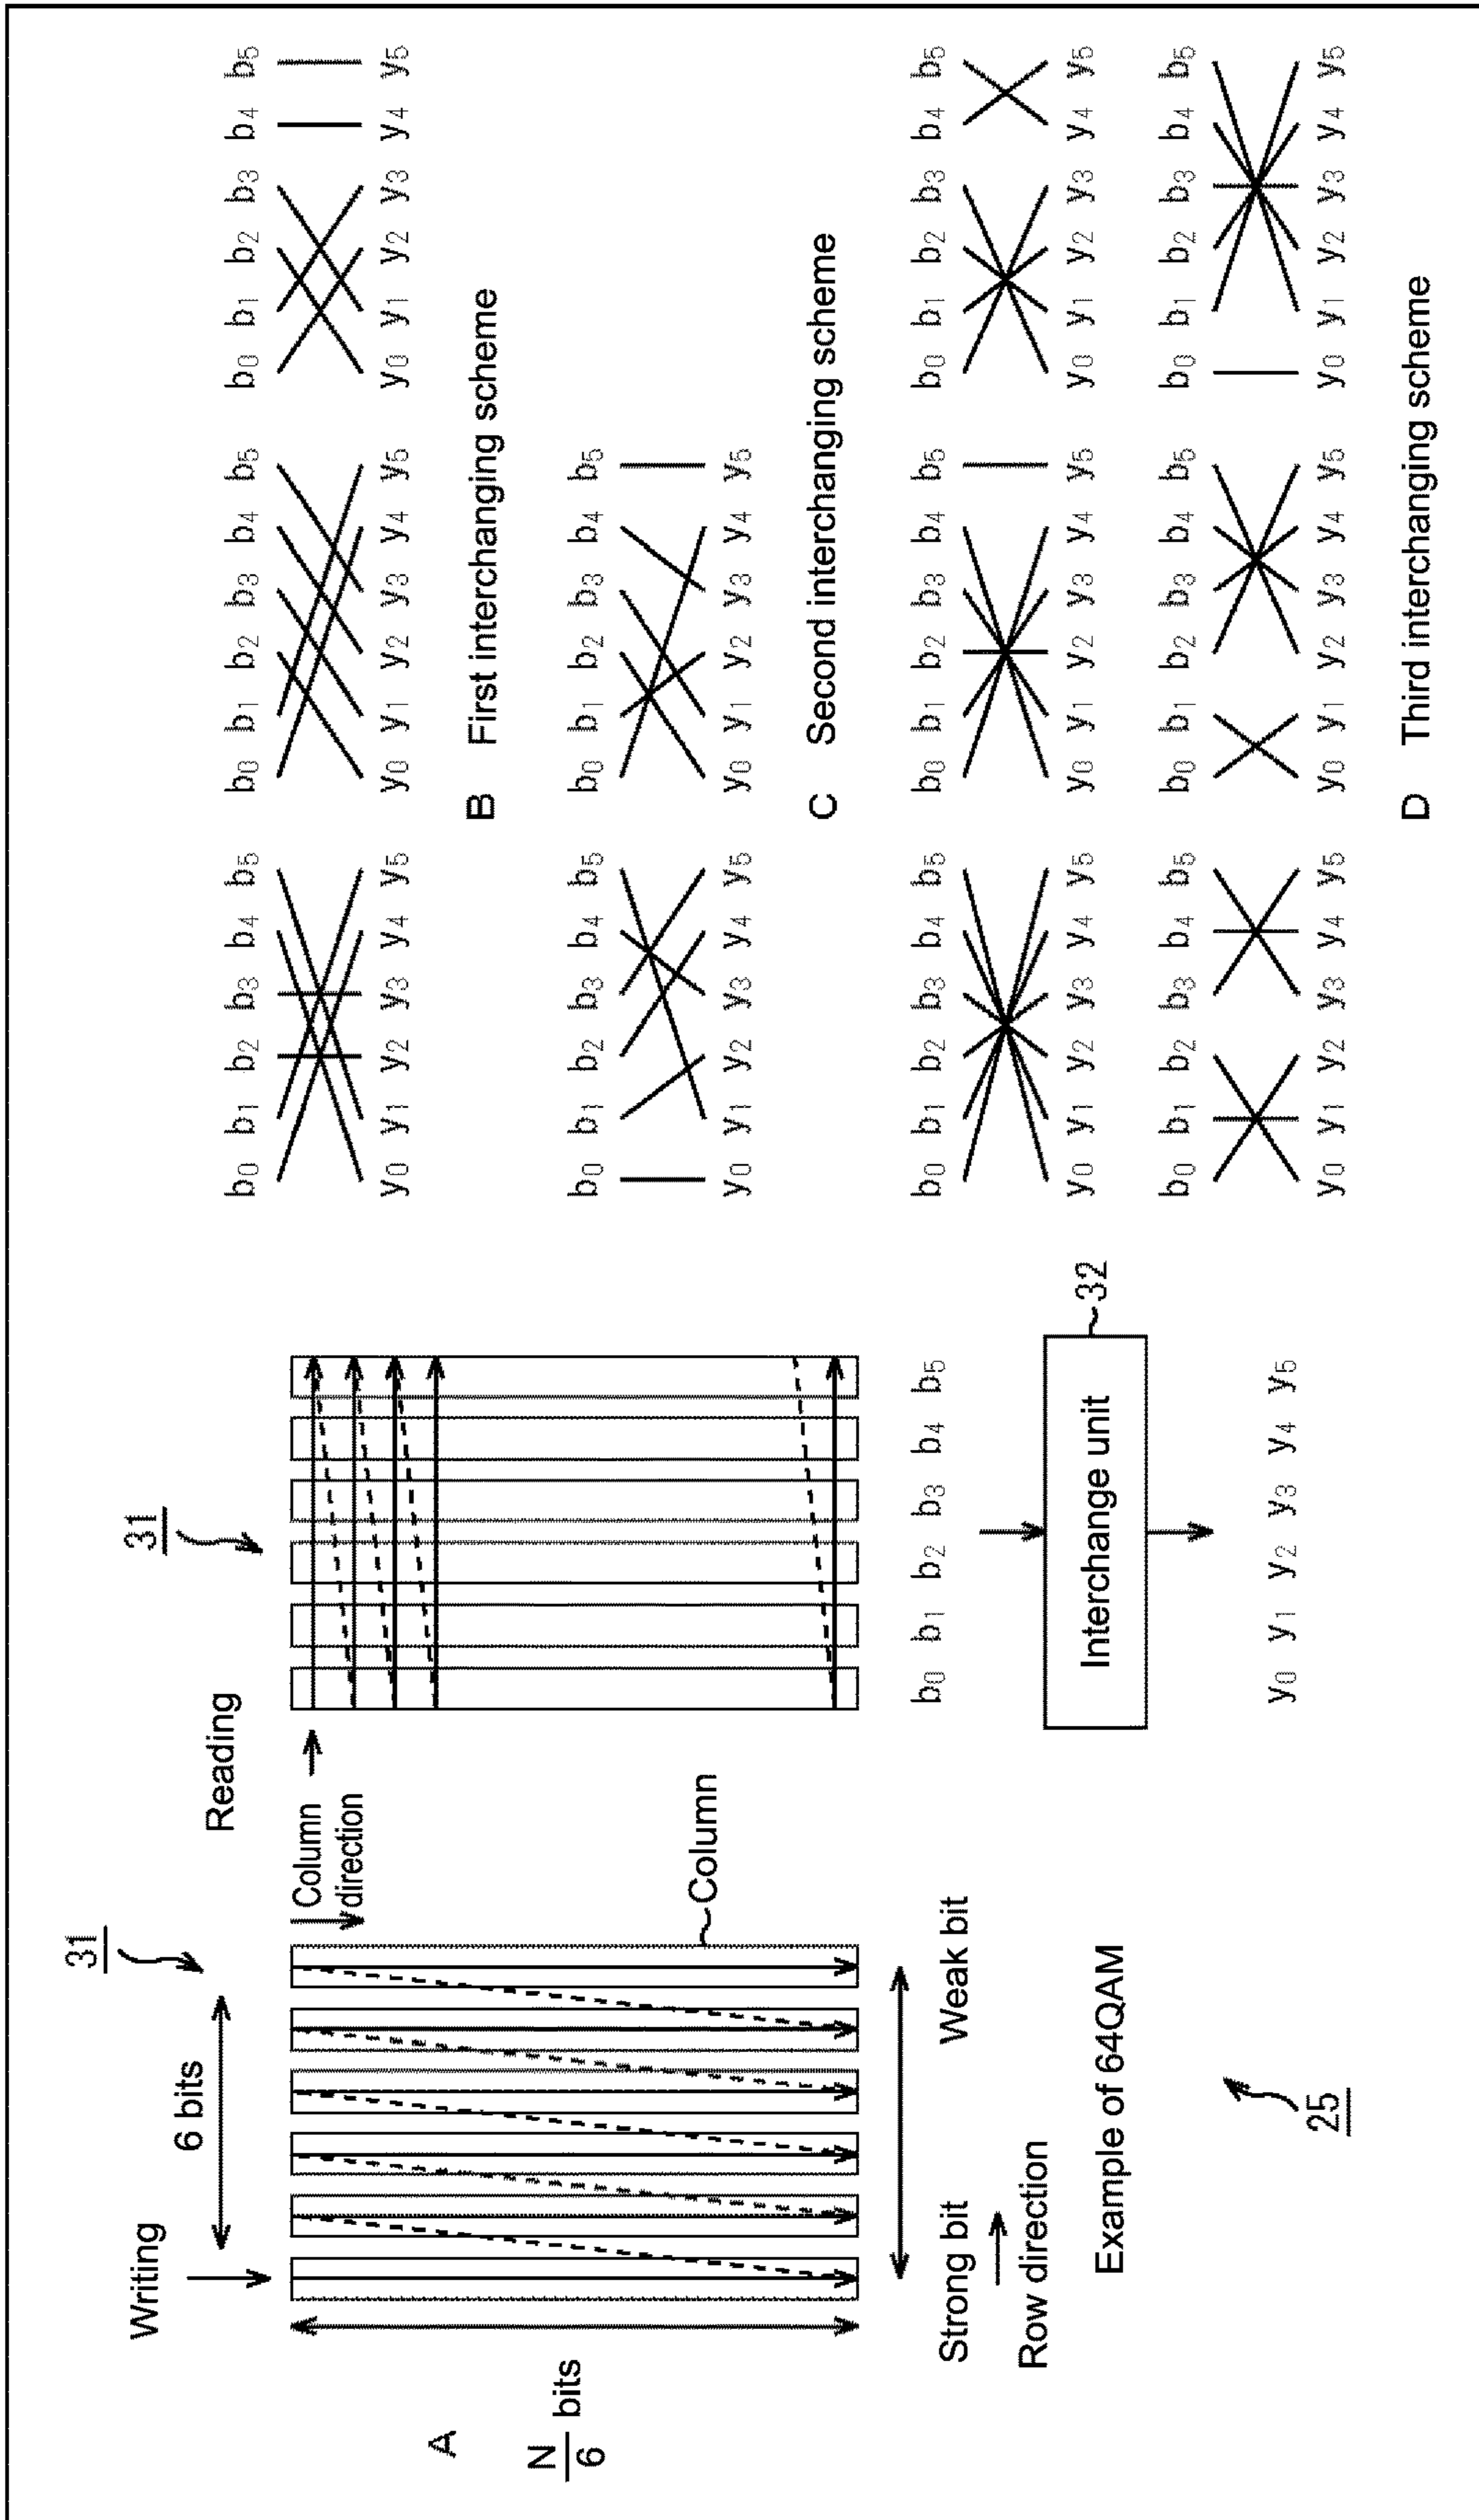 A
N/6 bits
Writing
6 bits
31
Column direction
Column
Strong bit
Weak bit
Row direction
Example of 64QAM
25
Reading
31
b0 b1 b2 b3 b4 b5
Interchange unit
32
y0 y1 y2 y3 y4 y5
b0 b1 b2 b3 b4 b5
y0 y1 y2 y3 y4 y5
b0 b1 b2 b3 b4 b5
y0 y1 y2 y3 y4 y5
b0 b1 b2 b3 b4 b5
y0 y1 y2 y3 y4 y5
B First interchanging scheme
b0 b1 b2 b3 b4 b5
y0 y1 y2 y3 y4 y5
b0 b1 b2 b3 b4 b5
y0 y1 y2 y3 y4 y5
C Second interchanging scheme
b0 b1 b2 b3 b4 b5
y0 y1 y2 y3 y4 y5
b0 b1 b2 b3 b4 b5
y0 y1 y2 y3 y4 y5
b0 b1 b2 b3 b4 b5
y0 y1 y2 y3 y4 y5
b0 b1 b2 b3 b4 b5
y0 y1 y2 y3 y4 y5
b0 b1 b2 b3 b4 b5
y0 y1 y2 y3 y4 y5
b0 b1 b2 b3 b4 b5
y0 y1 y2 y3 y4 y5
D Third interchanging scheme